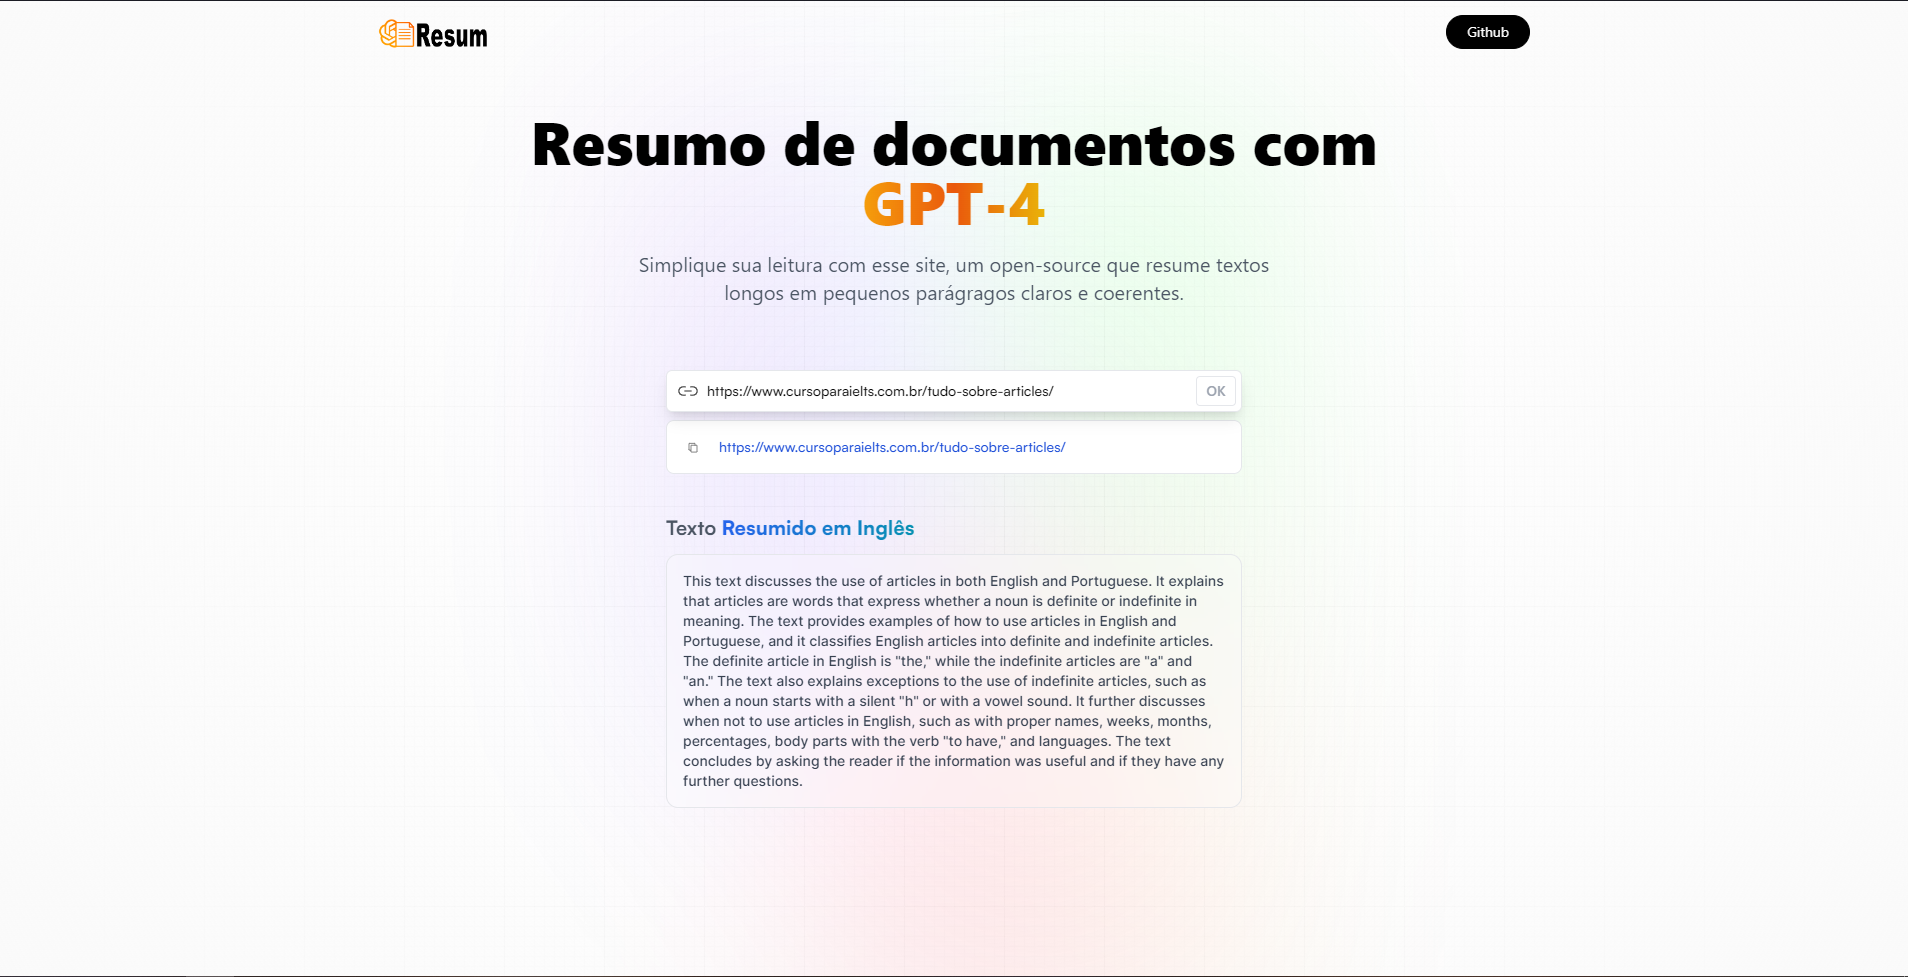 Resum
Github
Resumo de documentos com
GPT-4
Simplique sua leitura com esse site, um open-source que resume textos
longos em pequenos parágragos claros e coerentes.
https://www.cursoparaielts.com.br/tudo-sobre-articles/
OK
https://www.cursoparaielts.com.br/tudo-sobre-articles/
Texto Resumido em Inglês
This text discusses the use of articles in both English and Portuguese. It explains
that articles are words that express whether a noun is definite or indefinite in
meaning. The text provides examples of how to use articles in English and
Portuguese, and it classifies English articles into definite and indefinite articles.
The definite article in English is "the," while the indefinite articles are "a" and
"an." The text also explains exceptions to the use of indefinite articles, such as
when a noun starts with a silent "h" or with a vowel sound. It further discusses
when not to use articles in English, such as with proper names, weeks, months,
percentages, body parts with the verb "to have," and languages. The text
concludes by asking the reader if the information was useful and if they have any
further questions.